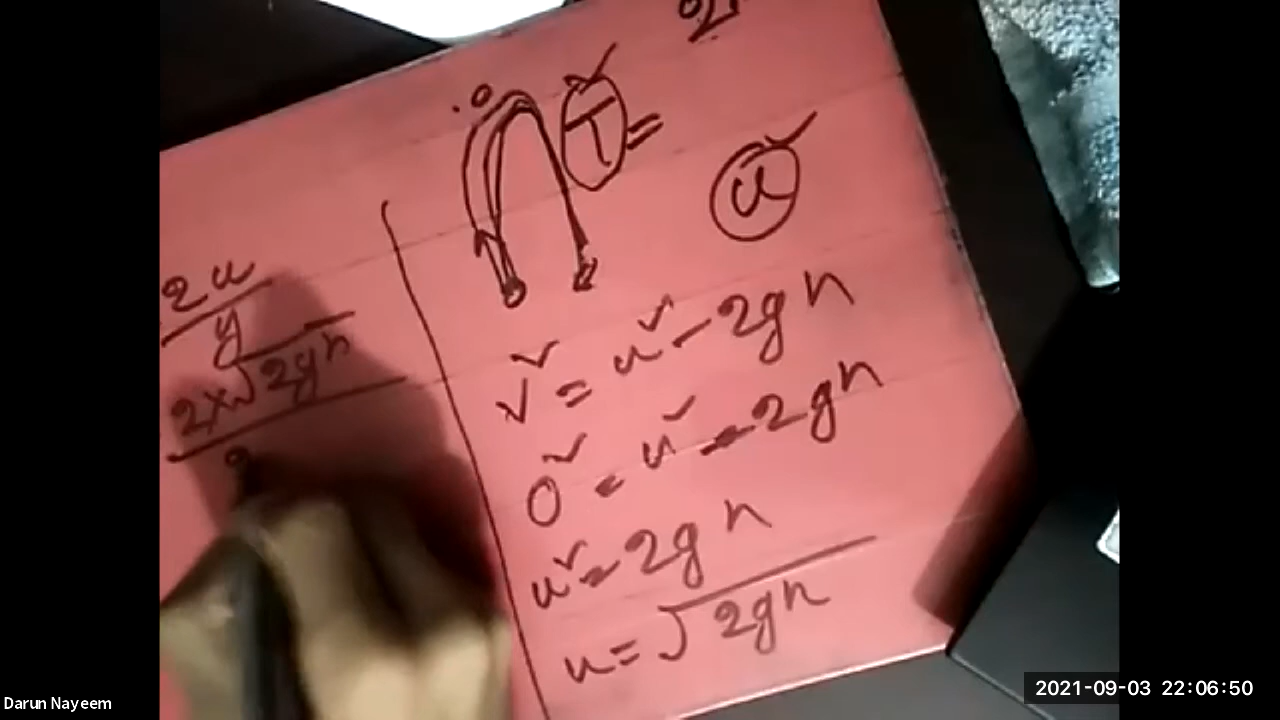 2
T =
u
2u
g
2×√2gh
g
v² = u² - 2gh
0² = u² - 2gh
u² = 2gh
u = √2gh
Darun Nayeem
2021-09-03 22:06:50